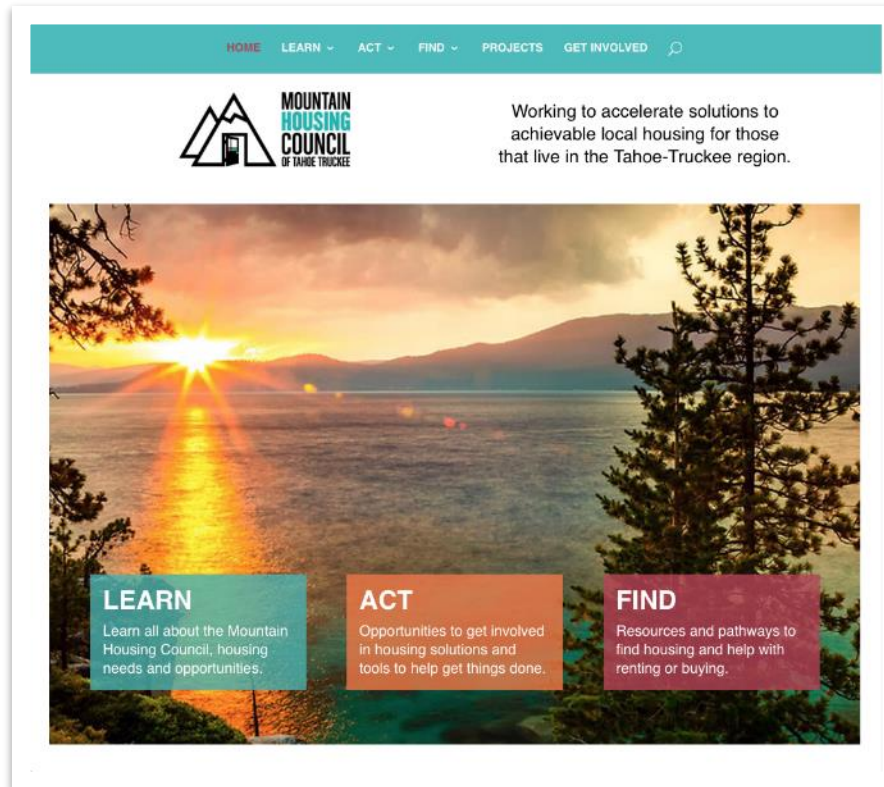 HOME LEARN ACT FIND PROJECTS GET INVOLVED
MOUNTAIN
HOUSING
COUNCIL
OF TAHOE TRUCKEE
Working to accelerate solutions to
achievable local housing for those
that live in the Tahoe-Truckee region.
LEARN
Learn all about the Mountain
Housing Council, housing
needs and opportunities.
ACT
Opportunities to get involved
in housing solutions and
tools to help get things done.
FIND
Resources and pathways to
find housing and help with
renting or buying.